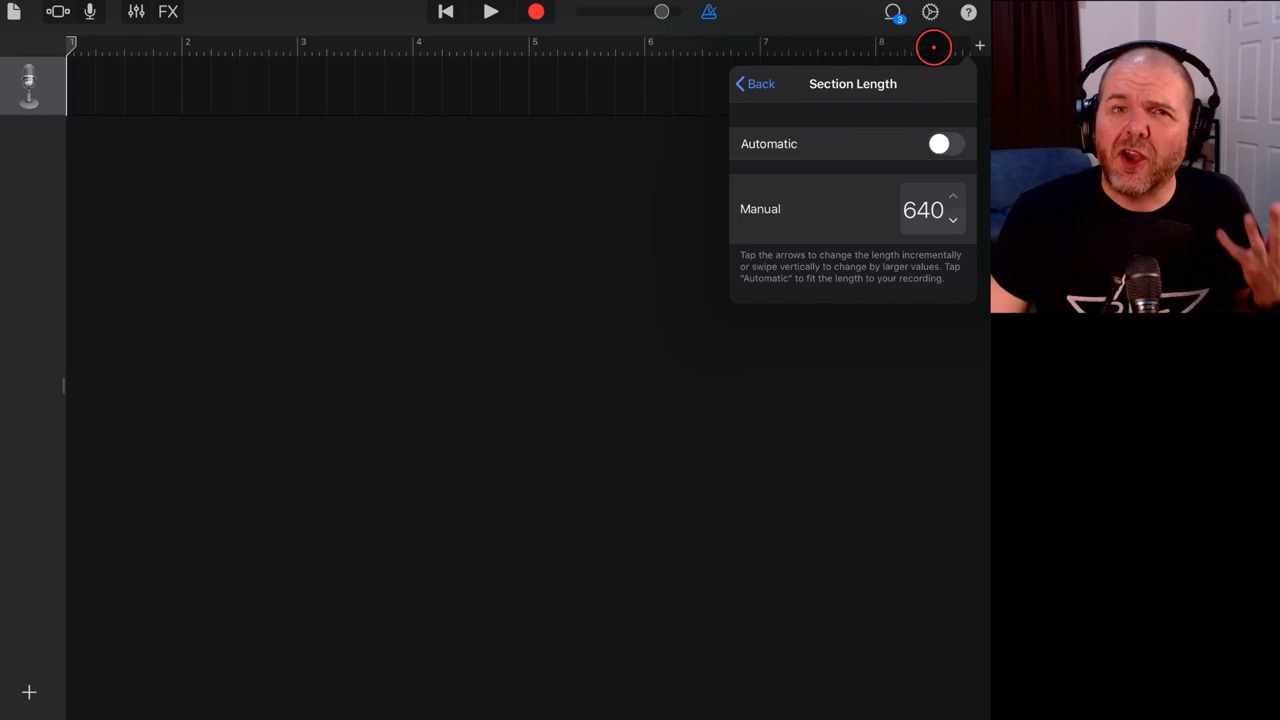 FX
3
?
1 2 3 4 5 6 7 8
Back
Section Length
Automatic
Manual
640
Tap the arrows to change the length incrementally
or swipe vertically to change by larger values. Tap
"Automatic" to fit the length to your recording.